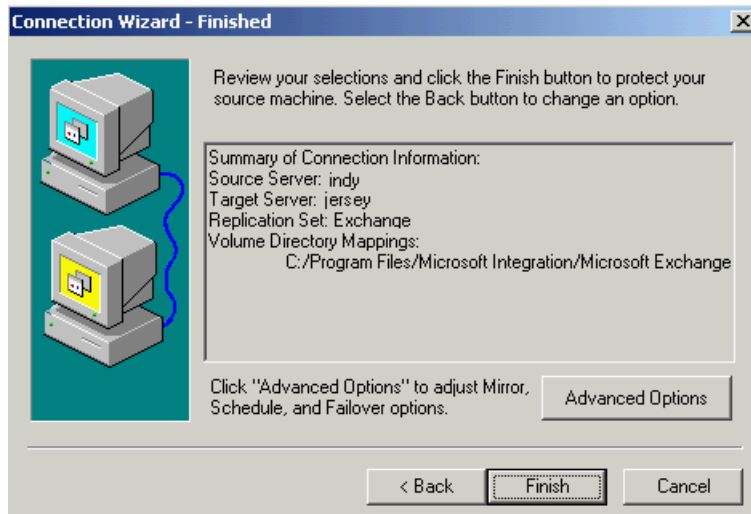 Connection Wizard - Finished
Review your selections and click the Finish button to protect your
source machine. Select the Back button to change an option.
Summary of Connection Information:
Source Server: indy
Target Server: jersey
Replication Set: Exchange
Volume Directory Mappings:
C:/Program Files/Microsoft Integration/Microsoft Exchange
Click "Advanced Options" to adjust Mirror,
Schedule, and Failover options.
Advanced Options
< Back
Finish
Cancel